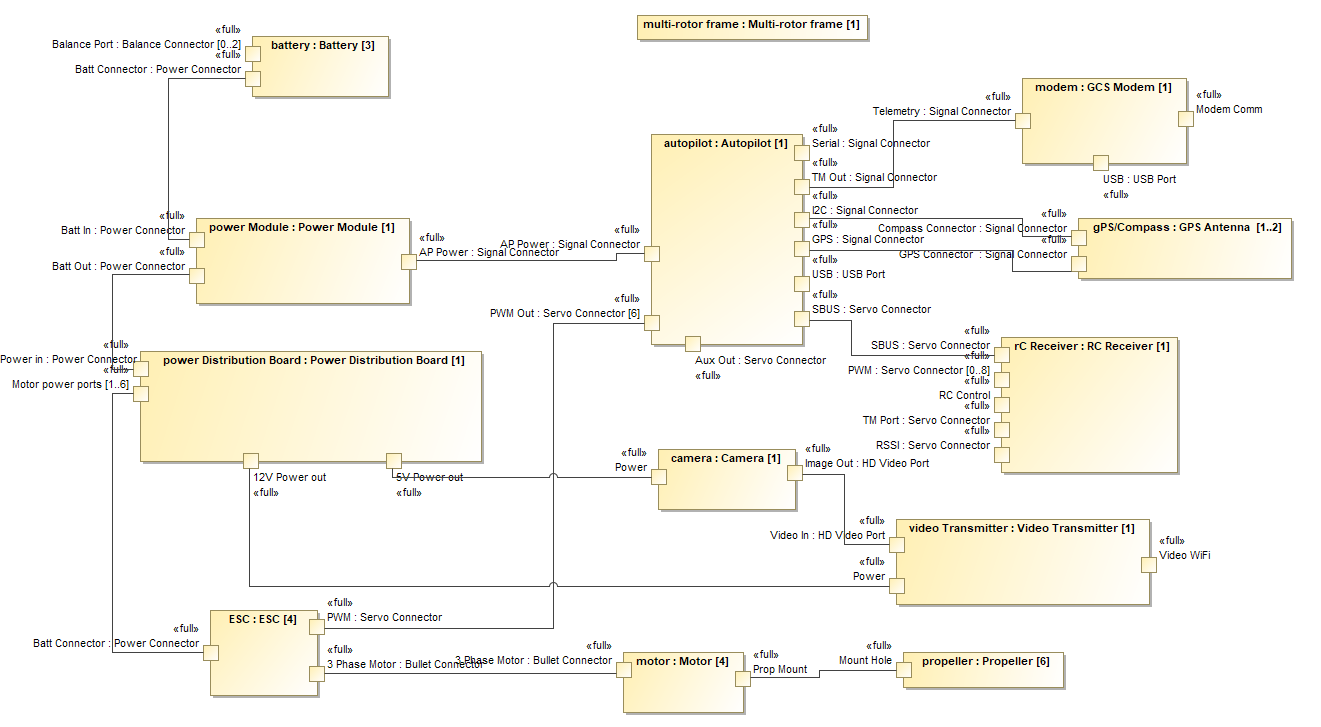 multi-rotor frame : Multi-rotor frame [1]
«full»
Balance Port : Balance Connector [0..2]
«full»
Batt Connector : Power Connector
battery : Battery [3]
«full»
Batt In : Power Connector
«full»
Batt Out : Power Connector
power Module : Power Module [1]
«full»
AP Power : Signal Connector
«full»
AP Power : Signal Connector
«full»
PWM Out : Servo Connector [6]
autopilot : Autopilot [1]
«full»
Serial : Signal Connector
«full»
TM Out : Signal Connector
«full»
I2C : Signal Connector
«full»
GPS : Signal Connector
«full»
USB : USB Port
«full»
SBUS : Servo Connector
Aux Out : Servo Connector
«full»
«full»
Telemetry : Signal Connector
modem : GCS Modem [1]
«full»
Modem Comm
USB : USB Port
«full»
«full»
Compass Connector : Signal Connector
«full»
GPS Connector : Signal Connector
gPS/Compass : GPS Antenna [1..2]
«full»
SBUS : Servo Connector
«full»
PWM : Servo Connector [0..8]
«full»
RC Control
«full»
TM Port : Servo Connector
«full»
RSSI : Servo Connector
rC Receiver : RC Receiver [1]
«full»
Power in : Power Connector
«full»
Motor power ports [1..6]
power Distribution Board : Power Distribution Board [1]
12V Power out
«full»
5V Power out
«full»
«full»
Power
camera : Camera [1]
«full»
Image Out : HD Video Port
«full»
Video In : HD Video Port
«full»
Power
video Transmitter : Video Transmitter [1]
«full»
Video WiFi
«full»
Batt Connector : Power Connector
ESC : ESC [4]
«full»
PWM : Servo Connector
«full»
3 Phase Motor : Bullet Connector
«full»
3 Phase Motor : Bullet Connector
motor : Motor [4]
«full»
Prop Mount
«full»
Mount Hole
propeller : Propeller [6]